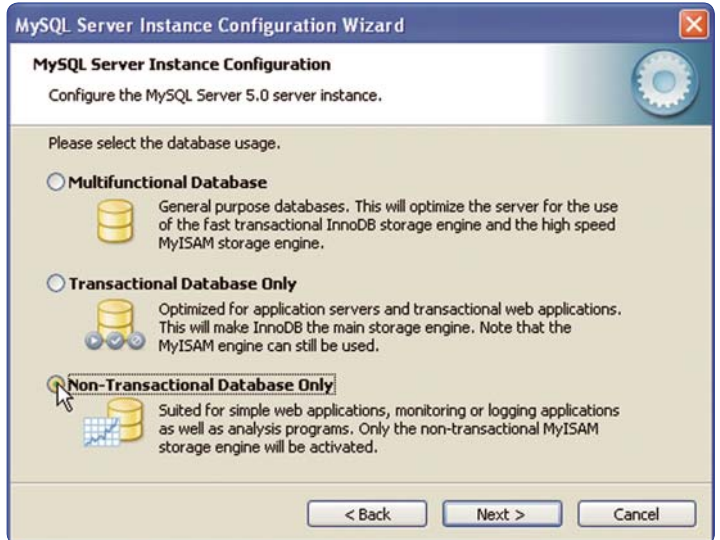 MySQL Server Instance Configuration Wizard
MySQL Server Instance Configuration
Configure the MySQL Server 5.0 server instance.
Please select the database usage.
Multifunctional Database
General purpose databases. This will optimize the server for the use
of the fast transactional InnoDB storage engine and the high speed
MyISAM storage engine.
Transactional Database Only
Optimized for application servers and transactional web applications.
This will make InnoDB the main storage engine. Note that the
MyISAM engine can still be used.
Non-Transactional Database Only
Suited for simple web applications, monitoring or logging applications
as well as analysis programs. Only the non-transactional MyISAM
storage engine will be activated.
< Back
Next >
Cancel